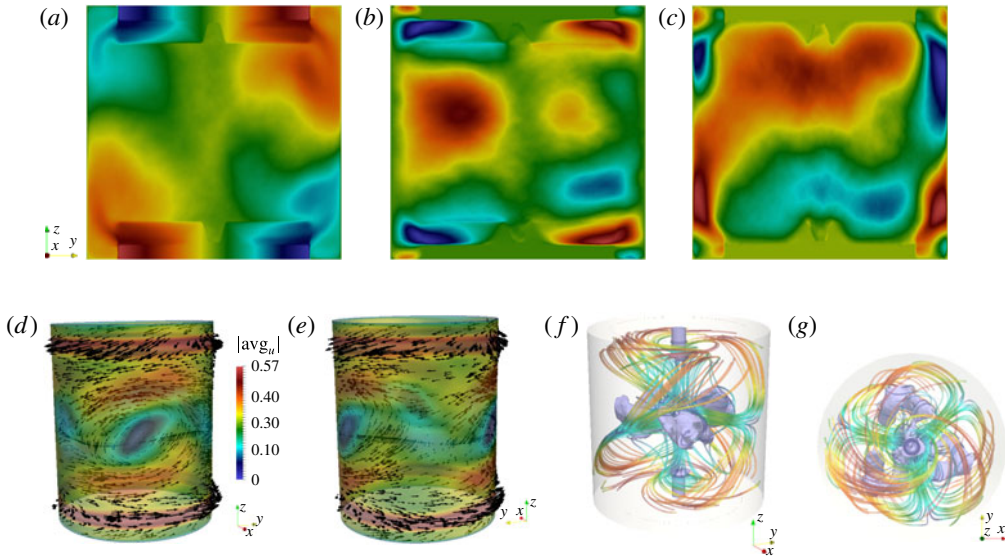 (a)
(b)
(c)
z
x y
(d)
(e)
(f)
(g)
|avg_u|
0.57
0.40
0.30
0.10
0
z
y
x
z
y x
z
y
x
y
z x